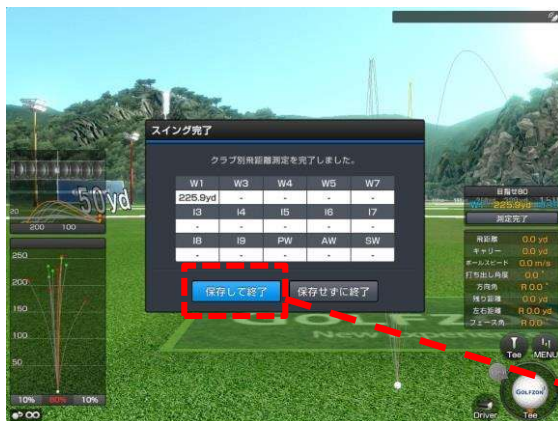 スイング完了
クラブ別飛距離測定を完了しました。
W1 W3 W4 W5 W7
225.9yd - - - -
I3 I4 I5 I6 I7
- - - - -
I8 I9 PW AW SW
- - - - -
保存して終了 保存せずに終了
50yd
20
200 100
250
200
150
100
50
10% 80% 10%
目指せ80
225.9yd
測定完了
飛距離 0.0 yd
キャリー 0.0 yd
ボールスピード 0.0 m/s
打ち出し角度 0.0°
方向角 R 0.0°
残り距離 0.0 yd
左右距離 R 0.0 yd
フェース角 R 0.0°
Tee MENU
GOLFZON
Driver Tee